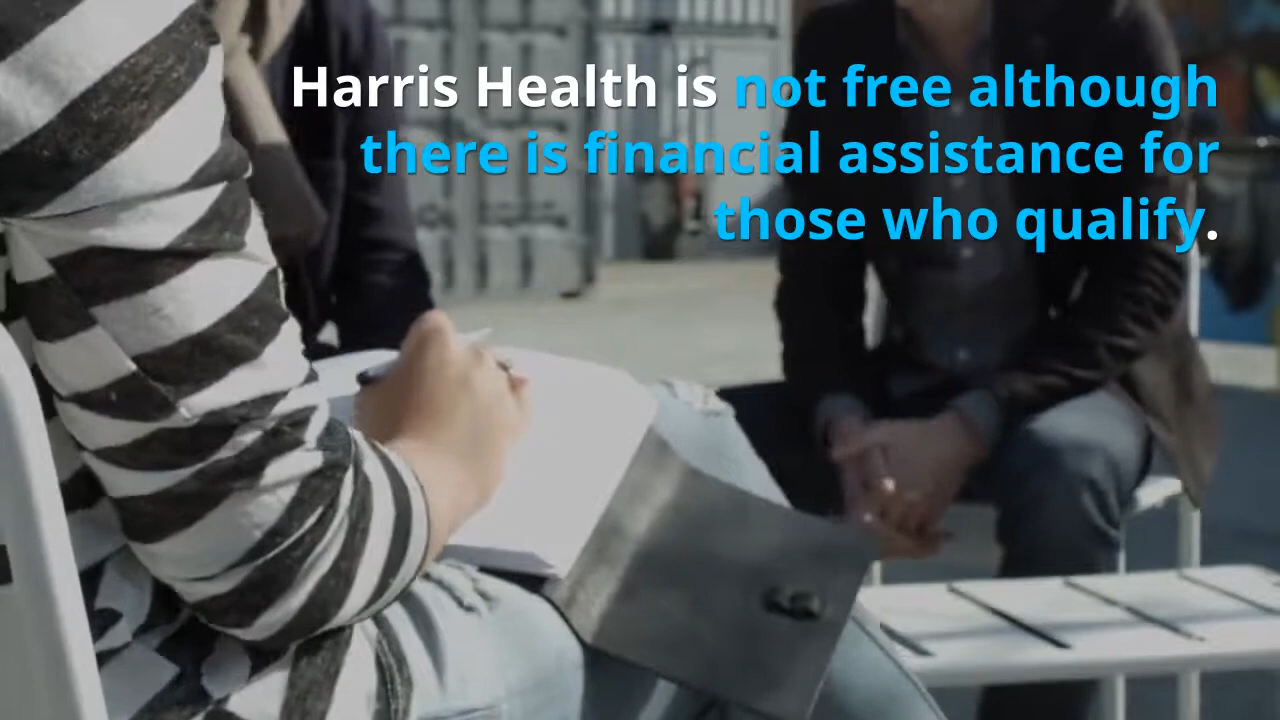 Harris Health is not free although
there is financial assistance for
those who qualify.